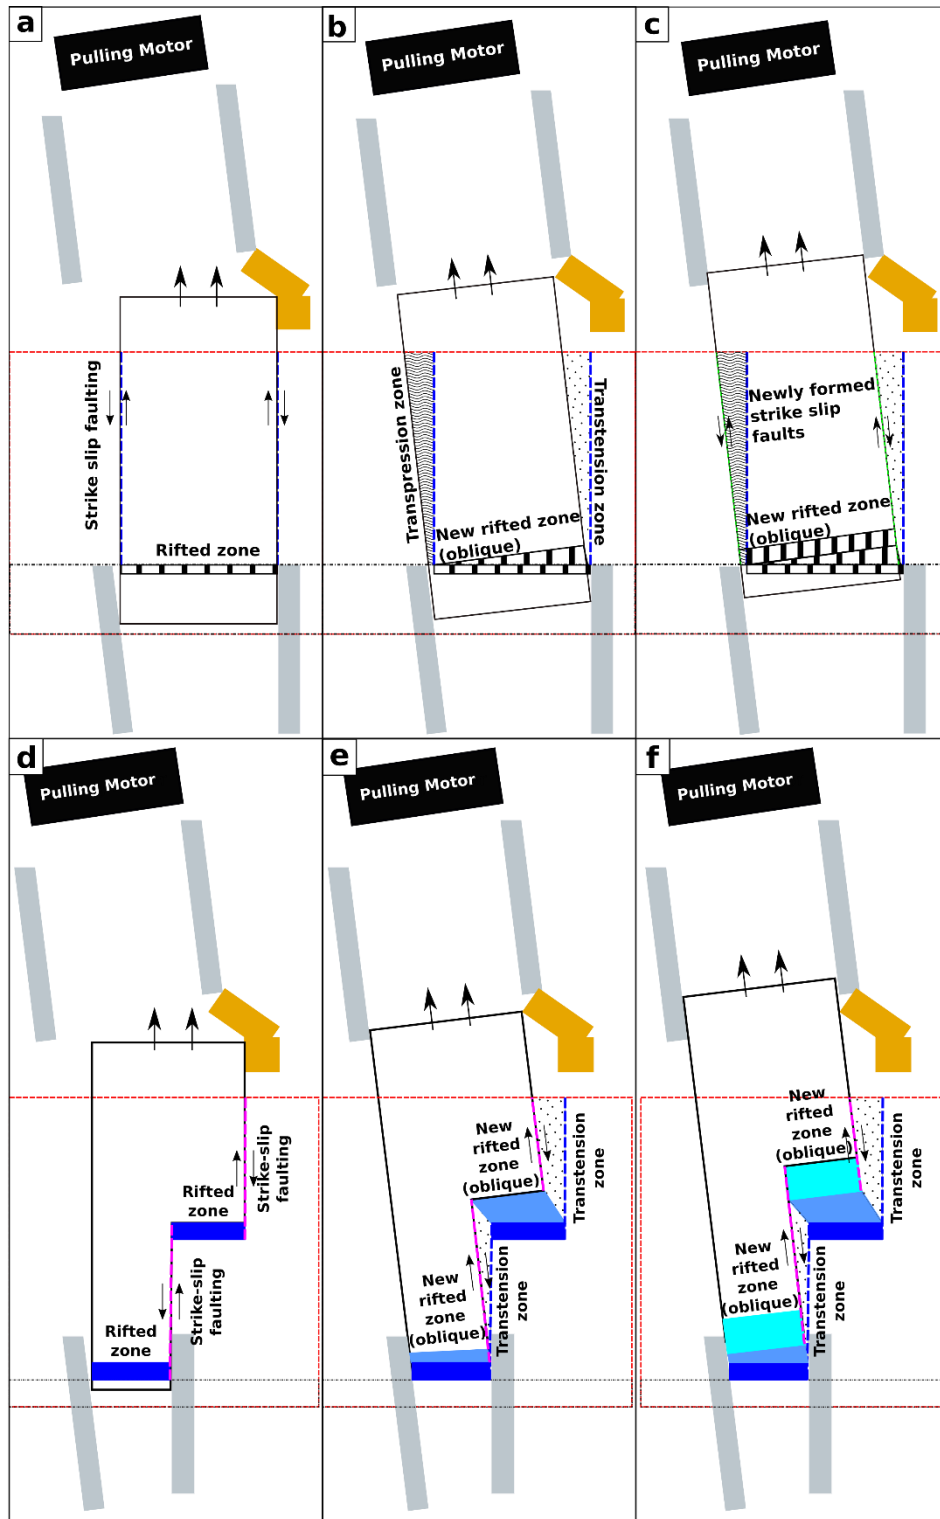 a
Pulling Motor
Strike slip faulting
Rifted zone
b
Pulling Motor
Transpression zone
Transtension zone
New rifted zone
(oblique)
c
Pulling Motor
Newly formed
strike slip
faults
New rifted zone
(oblique)
d
Pulling Motor
Rifted
zone
Strike-slip
faulting
Rifted
zone
Strike-slip
faulting
e
Pulling Motor
New
rifted
zone
(oblique)
Transtension
zone
New
rifted
zone
(oblique)
Transtension
zone
f
Pulling Motor
New
rifted
zone
(oblique)
Transtension
zone
New
rifted
zone
(oblique)
Transtension
zone